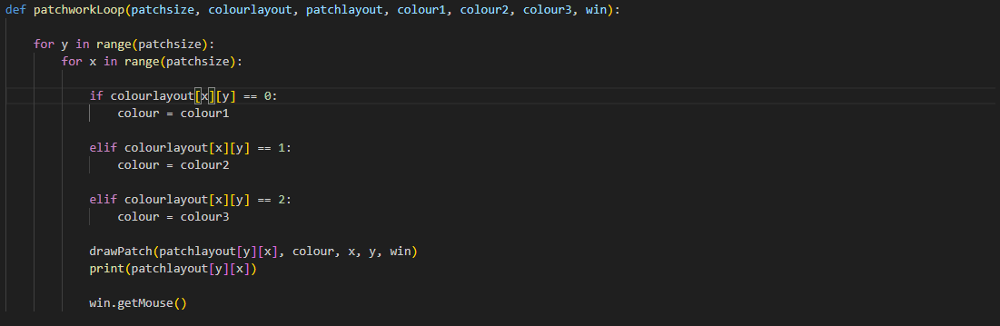 def patchworkLoop(patchsize, colourlayout, patchlayout, colour1, colour2, colour3, win):
for y in range(patchsize):
for x in range(patchsize):
if colourlayout[x][y] == 0:
colour = colour1
elif colourlayout[x][y] == 1:
colour = colour2
elif colourlayout[x][y] == 2:
colour = colour3
drawPatch(patchlayout[y][x], colour, x, y, win)
print(patchlayout[y][x])
win.getMouse()